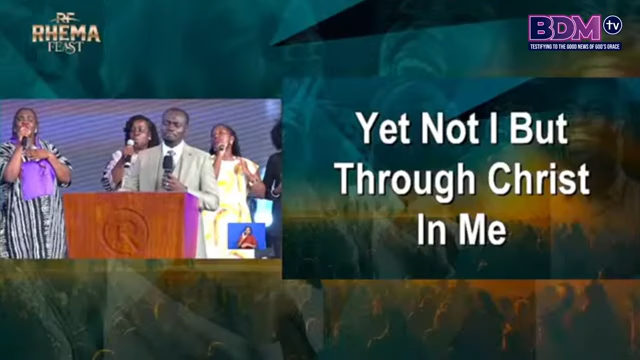 RF
RHEMA
FEAST
BDM tv
TESTIFYING TO THE GOOD NEWS OF GOD'S GRACE
Yet Not I But
Through Christ
In Me
R